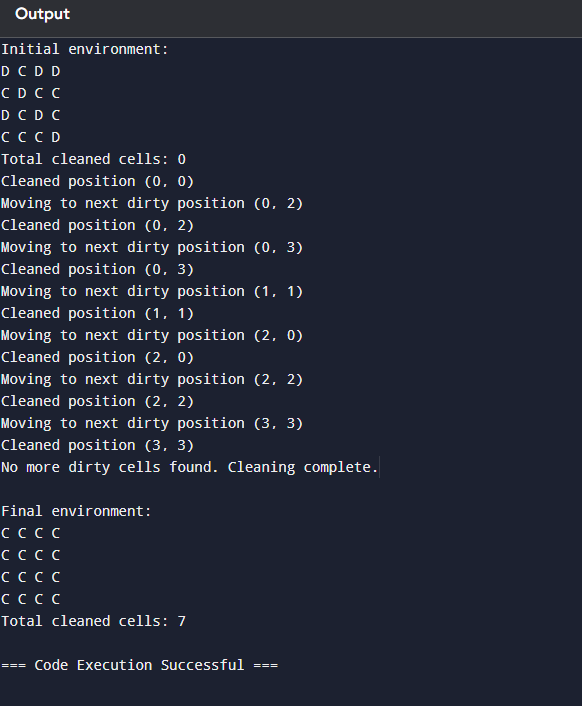 Output
Initial environment:
D C D D
C D C C
D C D C
C C C D
Total cleaned cells: 0
Cleaned position (0, 0)
Moving to next dirty position (0, 2)
Cleaned position (0, 2)
Moving to next dirty position (0, 3)
Cleaned position (0, 3)
Moving to next dirty position (1, 1)
Cleaned position (1, 1)
Moving to next dirty position (2, 0)
Cleaned position (2, 0)
Moving to next dirty position (2, 2)
Cleaned position (2, 2)
Moving to next dirty position (3, 3)
Cleaned position (3, 3)
No more dirty cells found. Cleaning complete.
Final environment:
C C C C
C C C C
C C C C
C C C C
Total cleaned cells: 7
=== Code Execution Successful ===